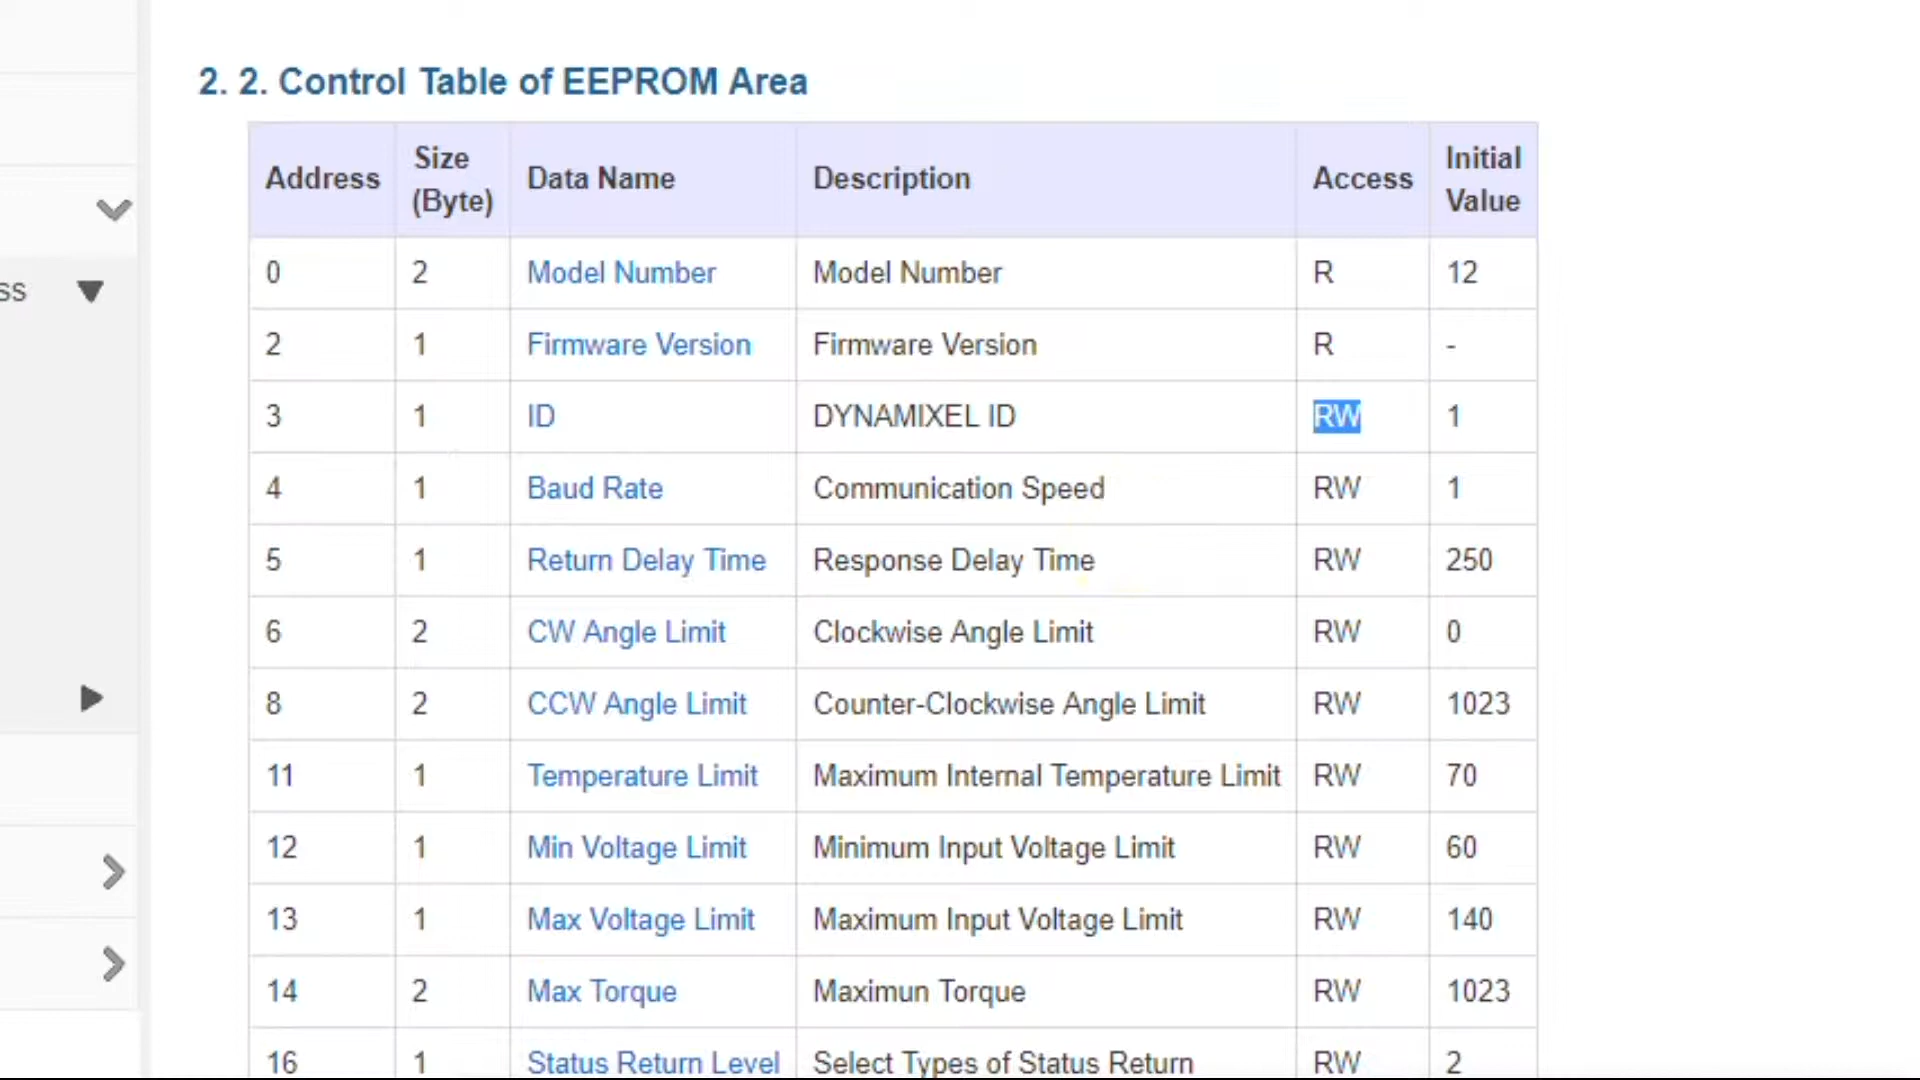 2. 2. Control Table of EEPROM Area
Address Size (Byte) Data Name Description Access Initial Value
0 2 Model Number Model Number R 12
2 1 Firmware Version Firmware Version R -
ss
3 1 ID DYNAMIXEL ID RW 1
4 1 Baud Rate Communication Speed RW 1
5 1 Return Delay Time Response Delay Time RW 250
6 2 CW Angle Limit Clockwise Angle Limit RW 0
8 2 CCW Angle Limit Counter-Clockwise Angle Limit RW 1023
11 1 Temperature Limit Maximum Internal Temperature Limit RW 70
12 1 Min Voltage Limit Minimum Input Voltage Limit RW 60
13 1 Max Voltage Limit Maximum Input Voltage Limit RW 140
14 2 Max Torque Maximun Torque RW 1023
16 1 Status Return Level Select Types of Status Return RW 2